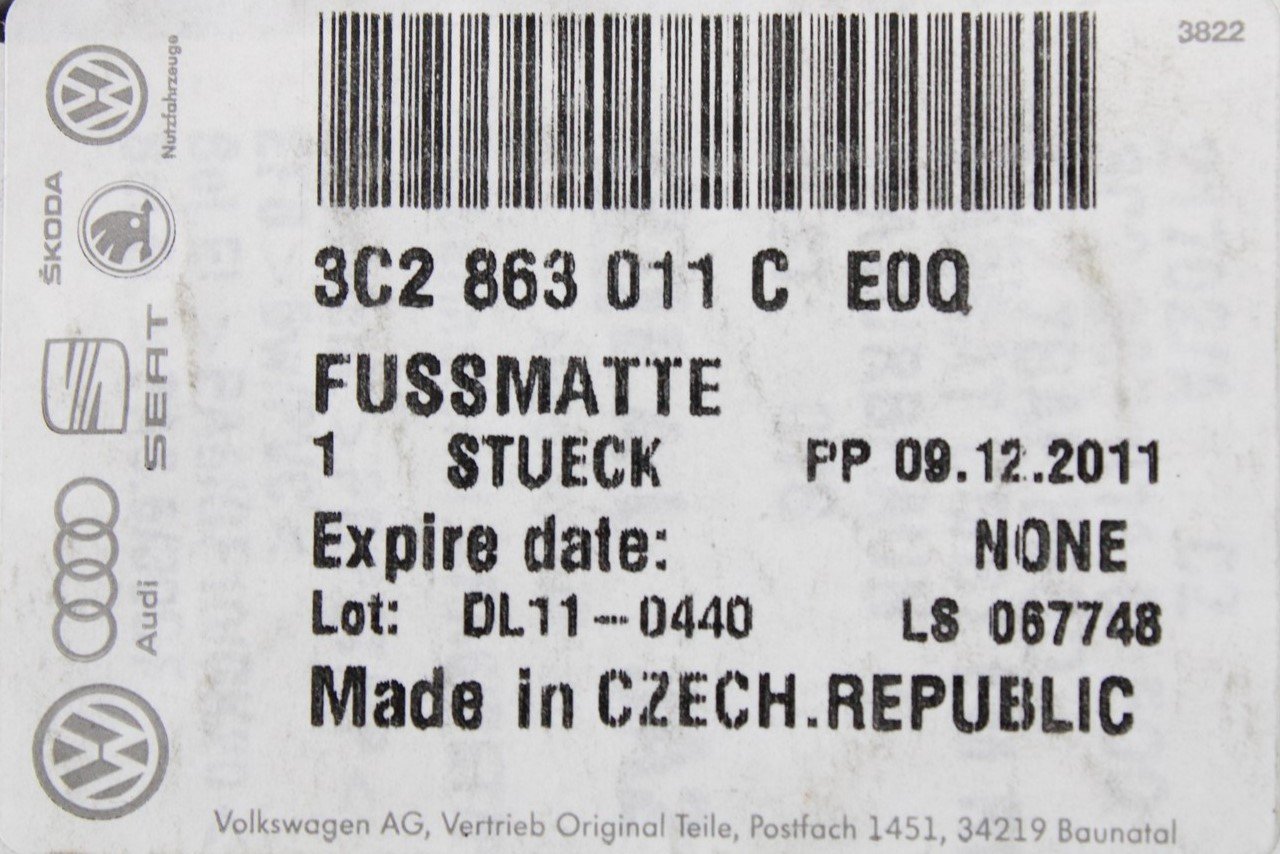 3822
Nutzfahrzeuge
ŠKODA
SEAT
Audi
3C2 863 011 C E0Q
FUSSMATTE
1 STUECK PP 09.12.2011
Expire date: NONE
Lot: DL11--0440 LS 067748
Made in CZECH.REPUBLIC
Volkswagen AG, Vertrieb Original Teile, Postfach 1451, 34219 Baunatal